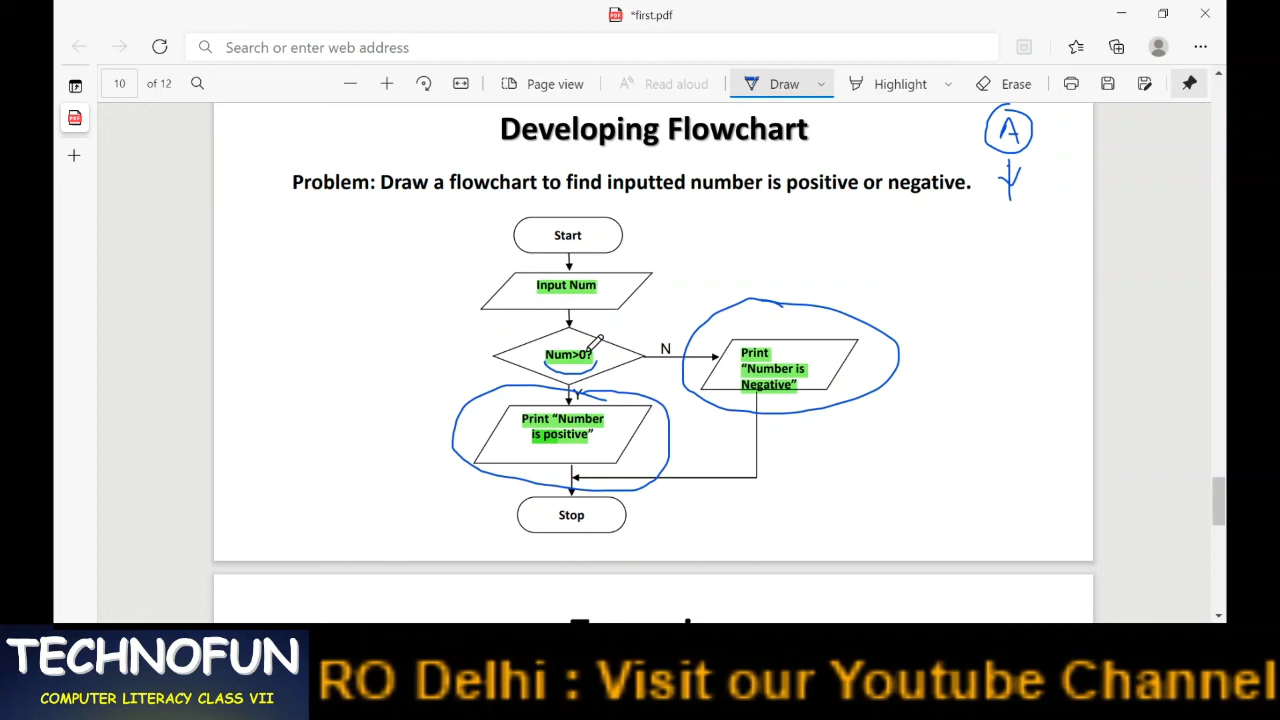 *first.pdf
Search or enter web address
10 of 12
Page view
Read aloud
Draw
Highlight
Erase
Developing Flowchart
A
Problem: Draw a flowchart to find inputted number is positive or negative.
Start
Input Num
Num>0?
N
Print
“Number is
Negative”
Y
Print “Number
is positive”
Stop
TECHNOFUN
COMPUTER LITERACY CLASS VII
RO Delhi : Visit our Youtube Channel